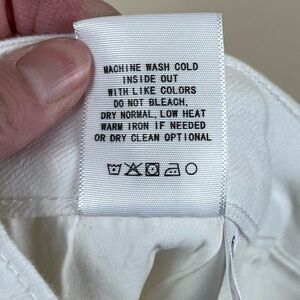 MACHINE WASH COLD
INSIDE OUT
WITH LIKE COLORS
DO NOT BLEACH,
DRY NORMAL, LOW HEAT
WARM IRON IF NEEDED
OR DRY CLEAN OPTIONAL